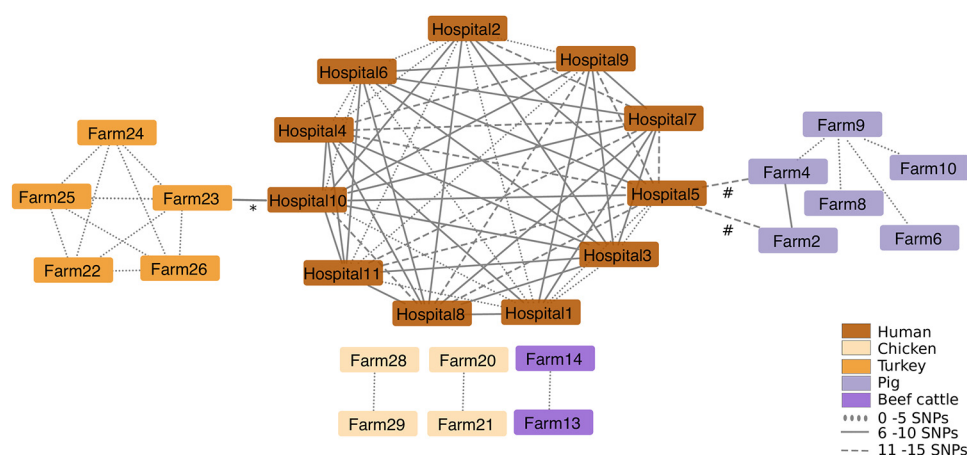 Hospital2
Hospital6
Hospital9
Hospital4
Hospital7
Farm24
Farm9
Farm25
Farm23
*
Hospital10
Hospital5
#
Farm4
Farm10
Farm8
#
Farm2
Farm6
Farm22
Farm26
Hospital11
Hospital3
Hospital8
Hospital1
Farm28
Farm20
Farm14
Farm29
Farm21
Farm13
Human
Chicken
Turkey
Pig
Beef cattle
0 -5 SNPs
6 -10 SNPs
11 -15 SNPs